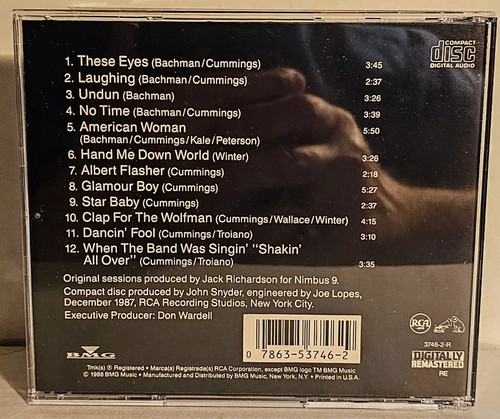 COMPACT
disc
DIGITAL AUDIO
1. These Eyes (Bachman/Cummings) 3:45
2. Laughing (Bachman/Cummings) 2:37
3. Undun (Bachman) 3:26
4. No Time (Bachman/Cummings) 3:39
5. American Woman 5:50
(Bachman/Cummings/Kale/Peterson)
6. Hand Me Down World (Winter) 3:26
7. Albert Flasher (Cummings) 2:18
8. Glamour Boy (Cummings) 5:27
9. Star Baby (Cummings) 2:37
10. Clap For The Wolfman (Cummings/Wallace/Winter) 4:15
11. Dancin' Fool (Cummings/Troiano) 3:10
12. When The Band Was Singin' "Shakin'
All Over" (Cummings/Troiano) 3:35
Original sessions produced by Jack Richardson for Nimbus 9.
Compact disc produced by John Snyder, engineered by Joe Lopes,
December 1987, RCA Recording Studios, New York City.
Executive Producer: Don Wardell
BMG
0 7863-53746-2
RCA
3746-2-R
DIGITALLY
REMASTERED
RE
Tmk(s) ® Registered • Marca(s) Registrada(s) RCA Corporation, except BMG logo TM BMG Music
© 1988 BMG Music • Manufactured and Distributed by BMG Music, New York, N.Y. • Printed in U.S.A.